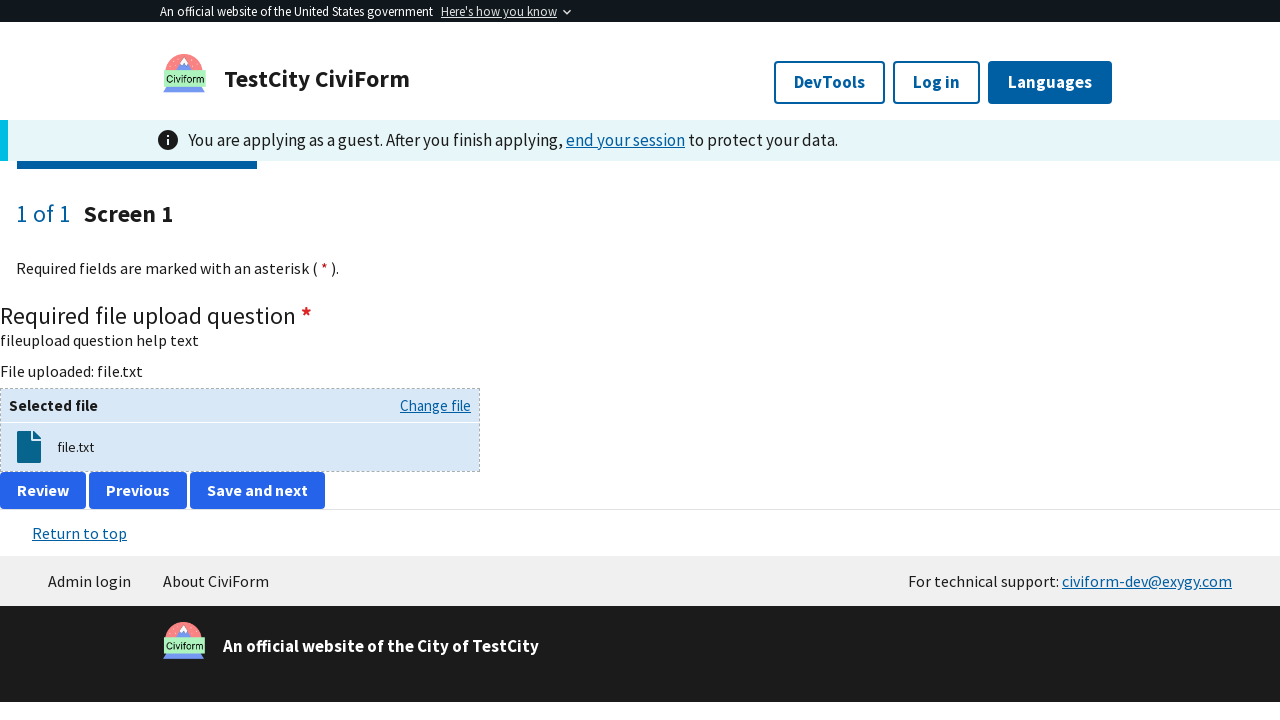 An official website of the United States government Here's how you know
Civiform
TestCity CiviForm
DevTools
Log in
Languages
You are applying as a guest. After you finish applying, end your session to protect your data.
1 of 1 Screen 1
Required fields are marked with an asterisk ( * ).
Required file upload question *
fileupload question help text
File uploaded: file.txt
Selected file
Change file
file.txt
Review
Previous
Save and next
Return to top
Admin login
About CiviForm
For technical support: civiform-dev@exygy.com
Civiform
An official website of the City of TestCity